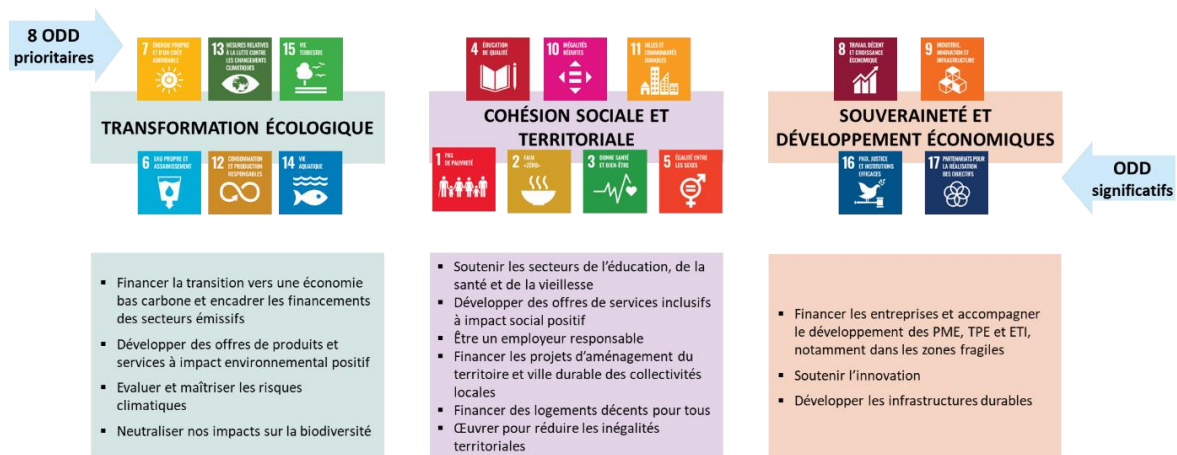 8 ODD
prioritaires
7 ÉNERGIE PROPRE
ET D'UN COÛT
ABORDABLE
13 MESURES RELATIVES
À LA LUTTE CONTRE
LES CHANGEMENTS
CLIMATIQUES
15 VIE
TERRESTRE
TRANSFORMATION ÉCOLOGIQUE
6 EAU PROPRE ET
ASSAINISSEMENT
12 CONSOMMATION
ET PRODUCTION
RESPONSABLES
14 VIE
AQUATIQUE
4 ÉDUCATION
DE QUALITÉ
10 INÉGALITÉS
RÉDUITES
11 VILLES ET
COMMUNAUTÉS
DURABLES
COHÉSION SOCIALE ET
TERRITORIALE
1 PAS
DE PAUVRETÉ
2 FAIM
«ZÉRO»
3 BONNE SANTÉ
ET BIEN-ÊTRE
5 ÉGALITÉ ENTRE
LES SEXES
8 TRAVAIL DÉCENT
ET CROISSANCE
ÉCONOMIQUE
9 INDUSTRIE,
INNOVATION ET
INFRASTRUCTURE
SOUVERAINETÉ ET
DÉVELOPPEMENT ÉCONOMIQUES
16 PAIX, JUSTICE
ET INSTITUTIONS
EFFICACES
17 PARTENARIATS POUR
LA RÉALISATION
DES OBJECTIFS
ODD
significatifs
▪ Financer la transition vers une économie
bas carbone et encadrer les financements
des secteurs émissifs
▪ Développer des offres de produits et
services à impact environnemental positif
▪ Evaluer et maîtriser les risques
climatiques
▪ Neutraliser nos impacts sur la biodiversité
▪ Soutenir les secteurs de l'éducation, de la
santé et de la vieillesse
▪ Développer des offres de services inclusifs
à impact social positif
▪ Être un employeur responsable
▪ Financer les projets d'aménagement du
territoire et ville durable des collectivités
locales
▪ Financer des logements décents pour tous
▪ Œuvrer pour réduire les inégalités
territoriales
▪ Financer les entreprises et accompagner
le développement des PME, TPE et ETI,
notamment dans les zones fragiles
▪ Soutenir l'innovation
▪ Développer les infrastructures durables